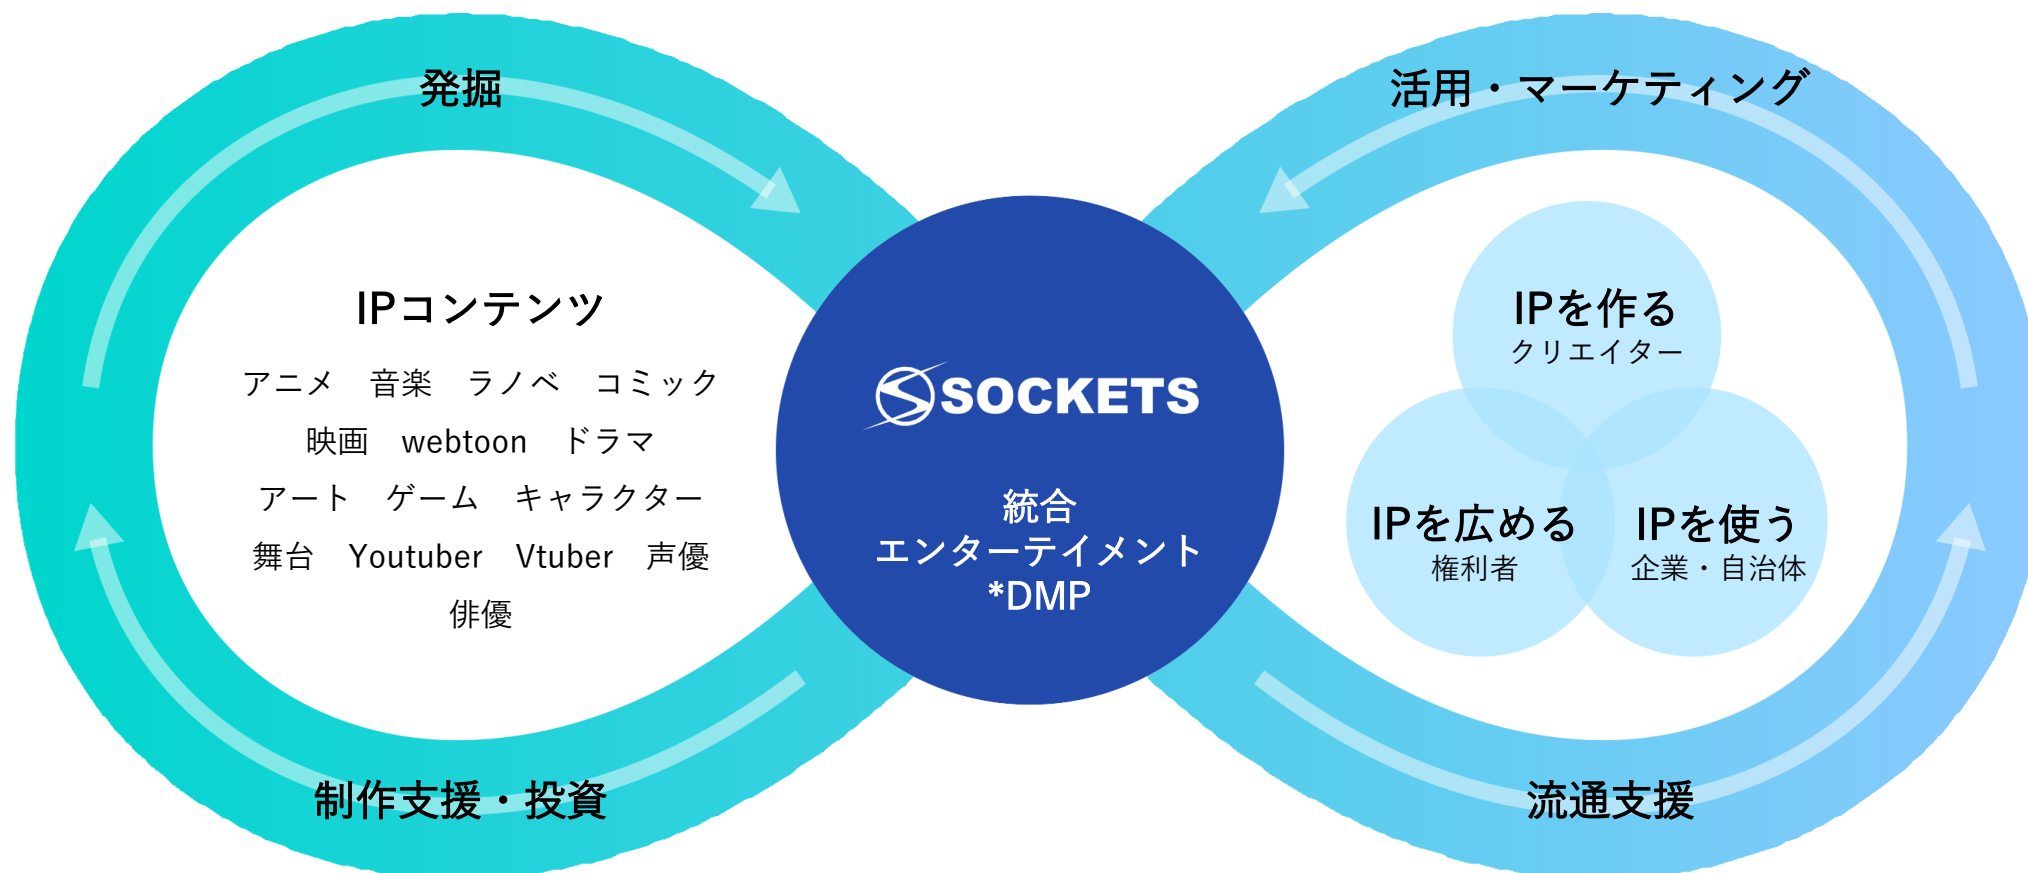 発掘
活用・マーケティング
IPコンテンツ
アニメ　音楽　ラノベ　コミック
映画　webtoon　ドラマ
アート　ゲーム　キャラクター
舞台　Youtuber　Vtuber　声優
俳優
SOCKETS
統合
エンターテイメント
*DMP
IPを作る
クリエイター
IPを広める
権利者
IPを使う
企業・自治体
制作支援・投資
流通支援